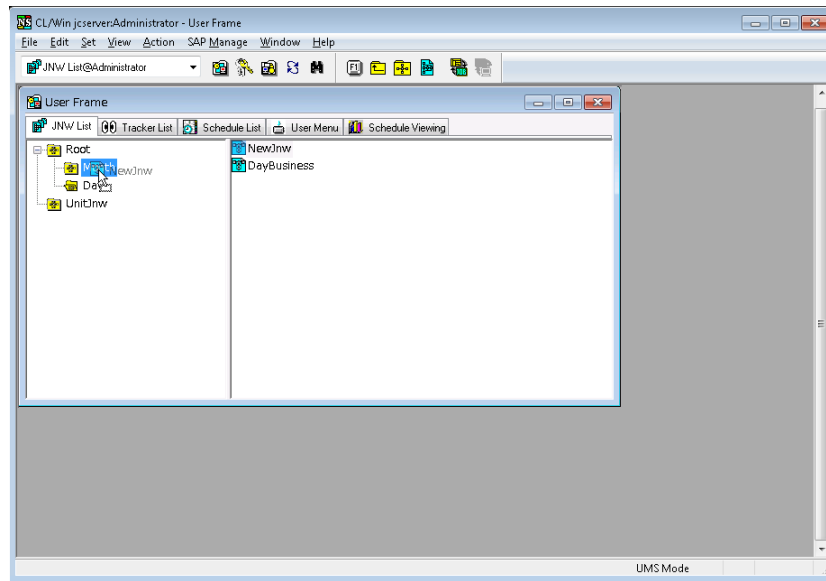 CL/Win jcserver:Administrator - User Frame
File Edit Set View Action SAP Manage Window Help
JNW List@Administrator
F1
User Frame
JNW List Tracker List Schedule List User Menu Schedule Viewing
Root
NewJnw
NewJnw
DayBusiness
UnitJnw
UMS Mode